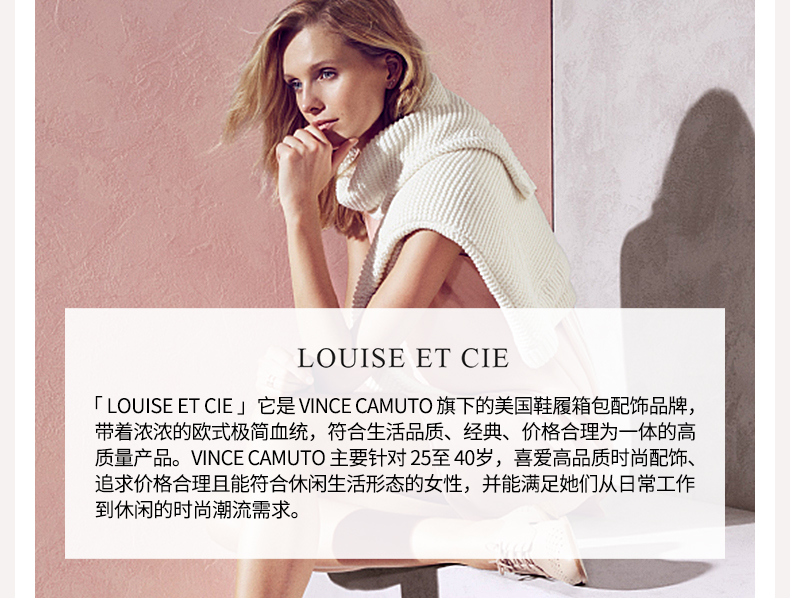 LOUISE ET CIE
「 LOUISE ET CIE 」它是 VINCE CAMUTO 旗下的美国鞋履箱包配饰品牌，
带着浓浓的欧式极简血统，符合生活品质、经典、价格合理为一体的高
质量产品。VINCE CAMUTO 主要针对 25至 40岁，喜爱高品质时尚配饰、
追求价格合理且能符合休闲生活形态的女性，并能满足她们从日常工作
到休闲的时尚潮流需求。